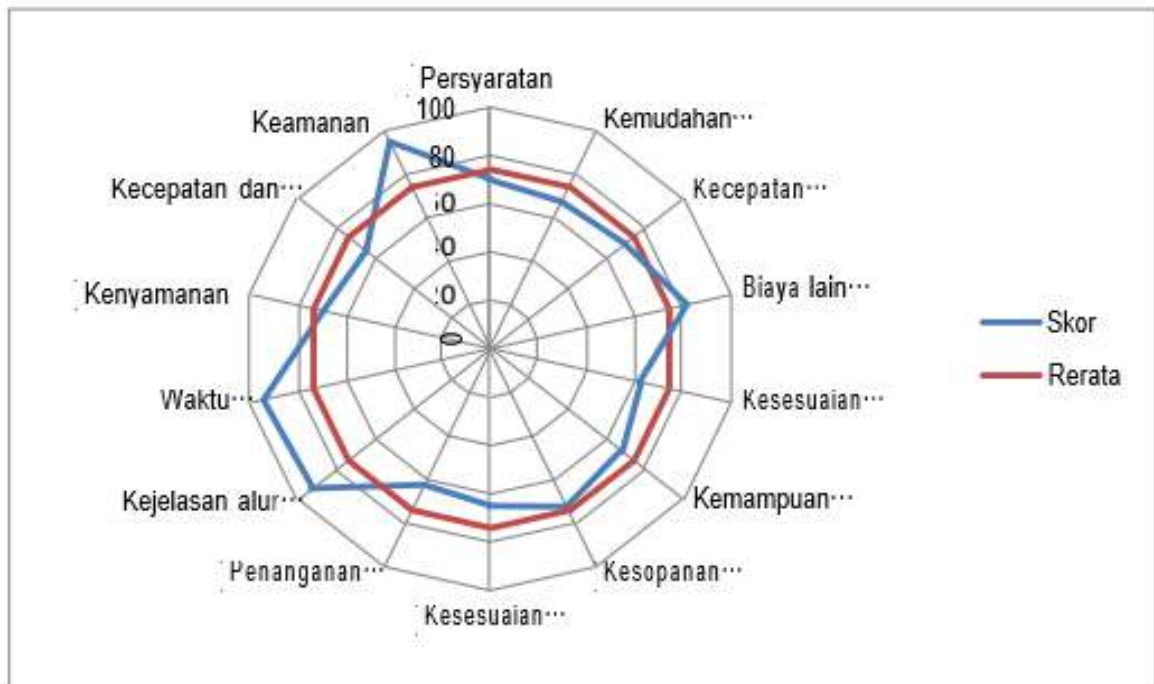 Persyaratan
Kemudahan…
Kecepatan…
Biaya lain…
Kesesuaian…
Kemampuan…
Kesopanan…
Kesesuaian…
Penanganan…
Kejelasan alur…
Waktu…
Kenyamanan
Kecepatan dan…
Keamanan
100
80
0
Skor
Rerata